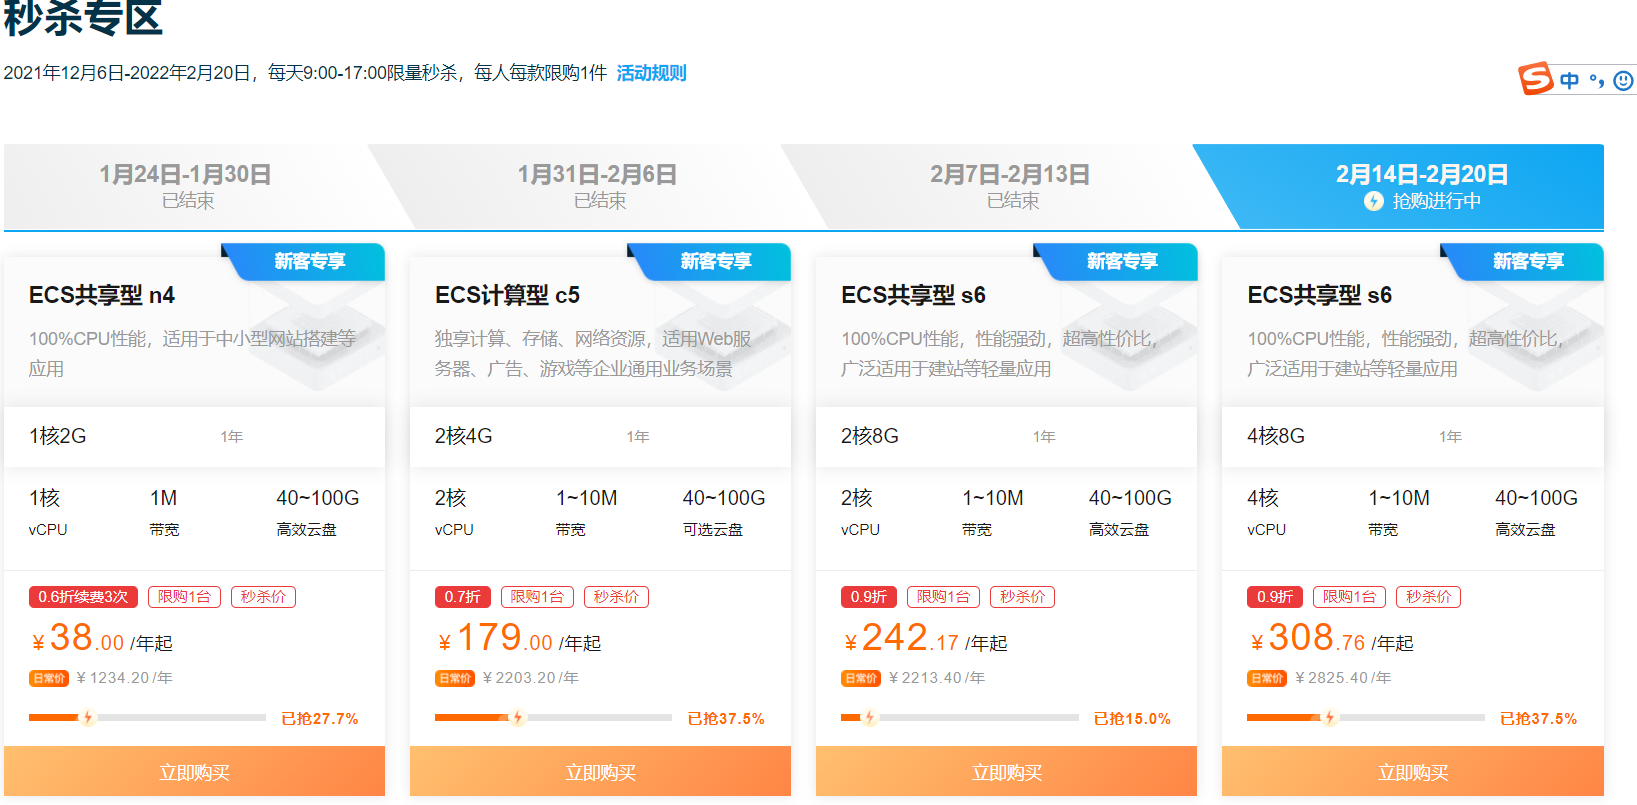 秒杀专区
2021年12月6日-2022年2月20日，每天9:00-17:00限量秒杀，每人每款限购1件 活动规则
S中°，
1月24日-1月30日
已结束
1月31日-2月6日
已结束
2月7日-2月13日
已结束
2月14日-2月20日
抢购进行中
新客专享
ECS共享型 n4
100%CPU性能，适用于中小型网站搭建等
应用
1核2G 1年
1核 1M 40~100G
vCPU 带宽 高效云盘
0.6折续费3次 限购1台 秒杀价
¥38.00 /年起
日常价 ¥1234.20/年
已抢27.7%
立即购买
新客专享
ECS计算型 c5
独享计算、存储、网络资源，适用Web服
务器、广告、游戏等企业通用业务场景
2核4G 1年
2核 1~10M 40~100G
vCPU 带宽 可选云盘
0.7折 限购1台 秒杀价
¥179.00 /年起
日常价 ¥2203.20/年
已抢37.5%
立即购买
新客专享
ECS共享型 s6
100%CPU性能，性能强劲，超高性价比，
广泛适用于建站等轻量应用
2核8G 1年
2核 1~10M 40~100G
vCPU 带宽 高效云盘
0.9折 限购1台 秒杀价
¥242.17 /年起
日常价 ¥2213.40/年
已抢15.0%
立即购买
新客专享
ECS共享型 s6
100%CPU性能，性能强劲，超高性价比，
广泛适用于建站等轻量应用
4核8G 1年
4核 1~10M 40~100G
vCPU 带宽 高效云盘
0.9折 限购1台 秒杀价
¥308.76 /年起
日常价 ¥2825.40/年
已抢37.5%
立即购买